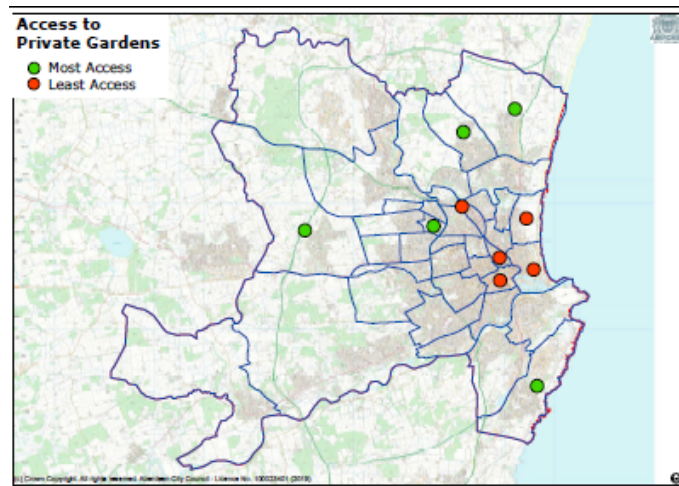 Access to
Private Gardens
Most Access
Least Access
(c) Crown Copyright. All rights reserved. Aberdeen City Council - Licence No. 100023401 (2019)